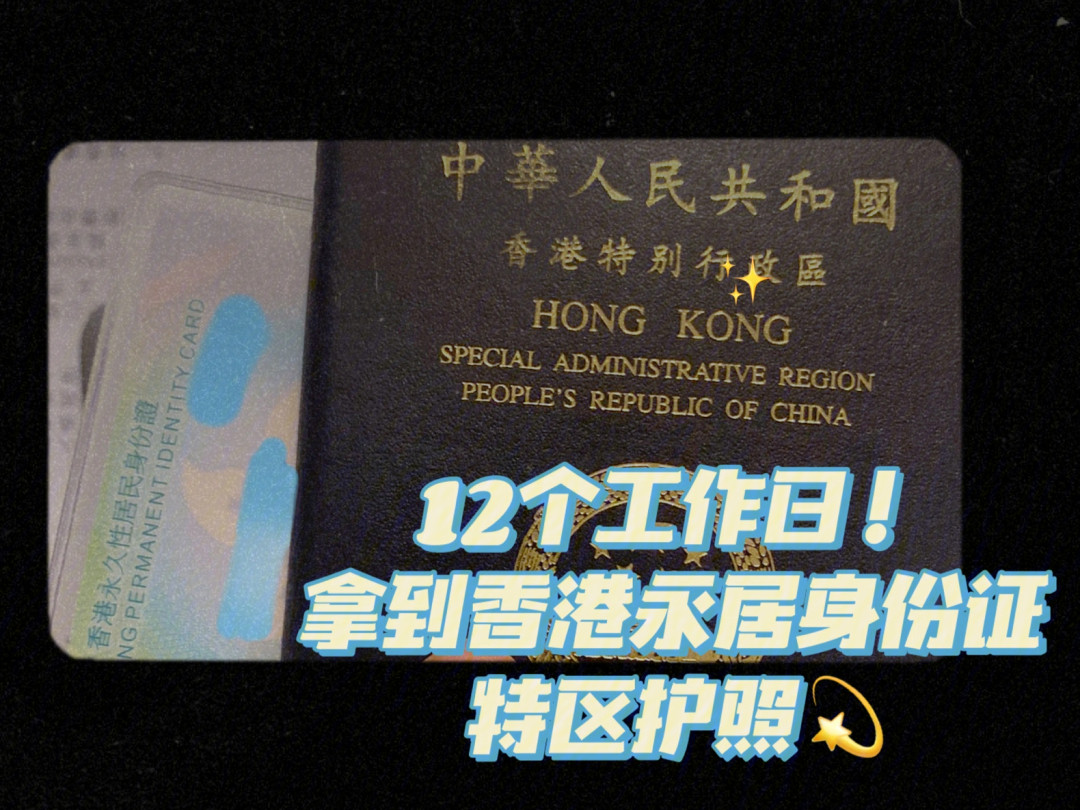 中華人民共和國
香港特別行政區
HONG KONG
SPECIAL ADMINISTRATIVE REGION
PEOPLE'S REPUBLIC OF CHINA
香港永久性居民身份證
NG PERMANENT IDENTITY CARD
12个工作日！
拿到香港永居身份证
特区护照